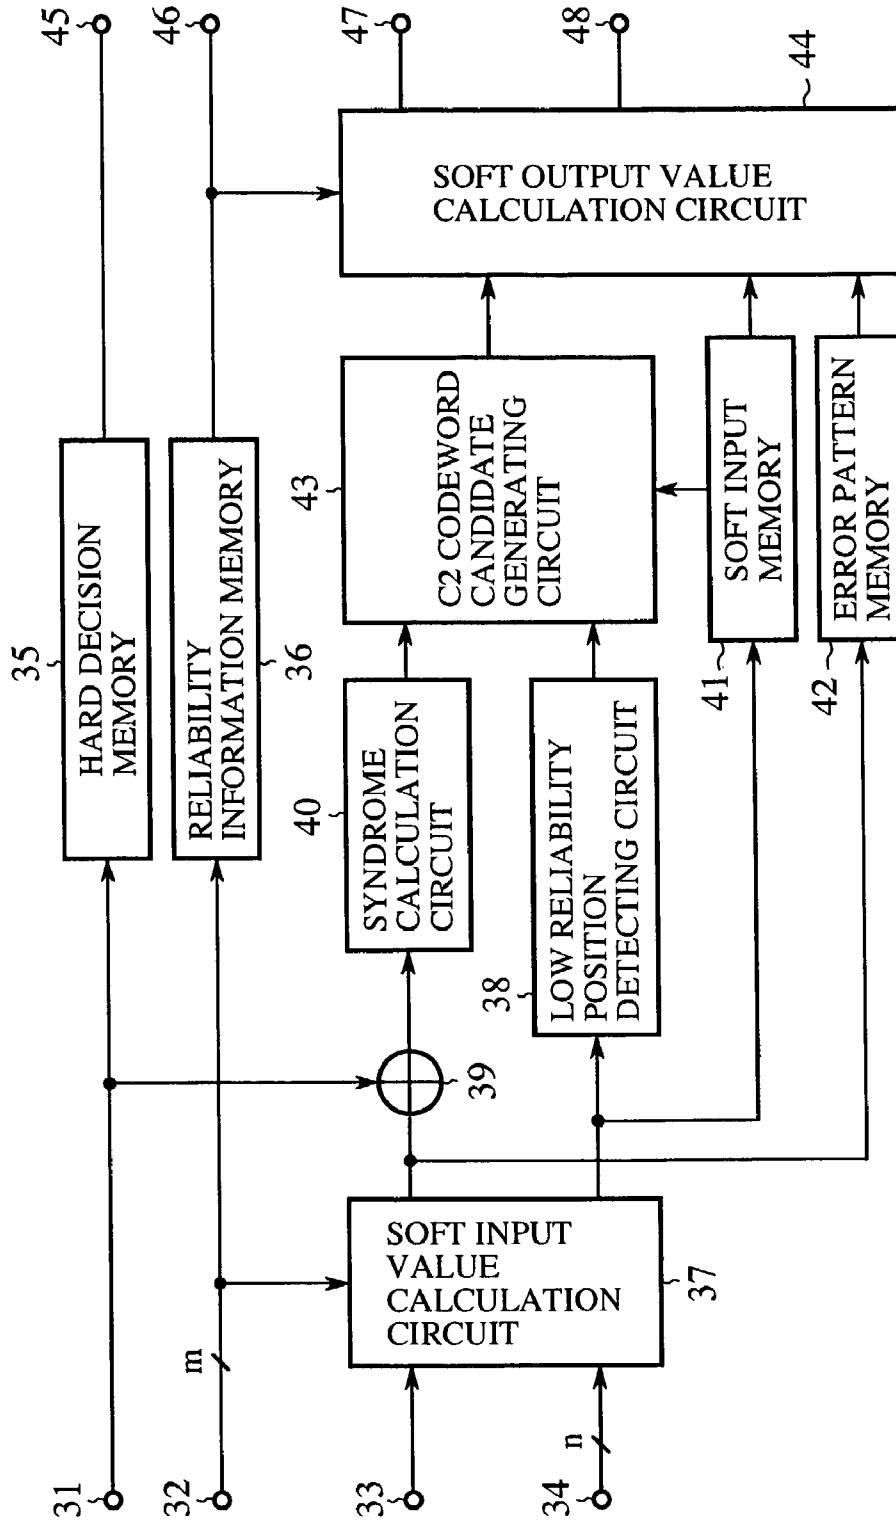 31
32
33
34
m
n
SOFT INPUT
VALUE
CALCULATION
CIRCUIT
37
39
35
HARD DECISION
MEMORY
RELIABILITY
INFORMATION MEMORY
36
40
SYNDROME
CALCULATION
CIRCUIT
38
LOW RELIABILITY
POSITION
DETECTING CIRCUIT
43
C2 CODEWORD
CANDIDATE
GENERATING
CIRCUIT
41
SOFT INPUT
MEMORY
42
ERROR PATTERN
MEMORY
SOFT OUTPUT VALUE
CALCULATION CIRCUIT
44
45
46
47
48